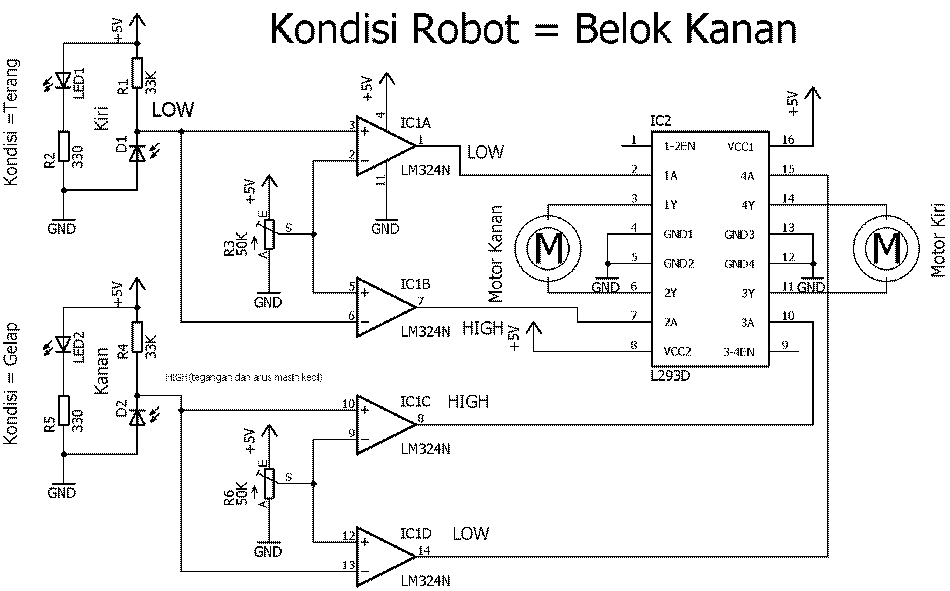 Kondisi Robot = Belok Kanan
Kondisi =Terang
+5V
LED1
R1
33K
Kiri
R2
330
D1
GND
LOW
+5V
3
2
4
11
1
IC1A
LM324N
GND
LOW
+5V
R3
50K
E
S
A
GND
5
6
7
IC1B
LM324N
HIGH
Kondisi = Gelap
+5V
LED2
R4
33K
Kanan
R5
330
D2
GND
HIGH(tegangan dan arus masih kecil)
10
9
8
IC1C
LM324N
HIGH
+5V
R6
50K
E
S
A
GND
12
13
14
IC1D
LM324N
LOW
IC2
1 1-2EN VCC1 16
2 1A 4A 15
3 1Y 4Y 14
4 GND1 GND3 13
5 GND2 GND4 12
6 2Y 3Y 11
7 2A 3A 10
8 VCC2 3-4EN 9
L293D
+5V
+5V
GND
GND
Motor Kanan
M
M
Motor Kiri